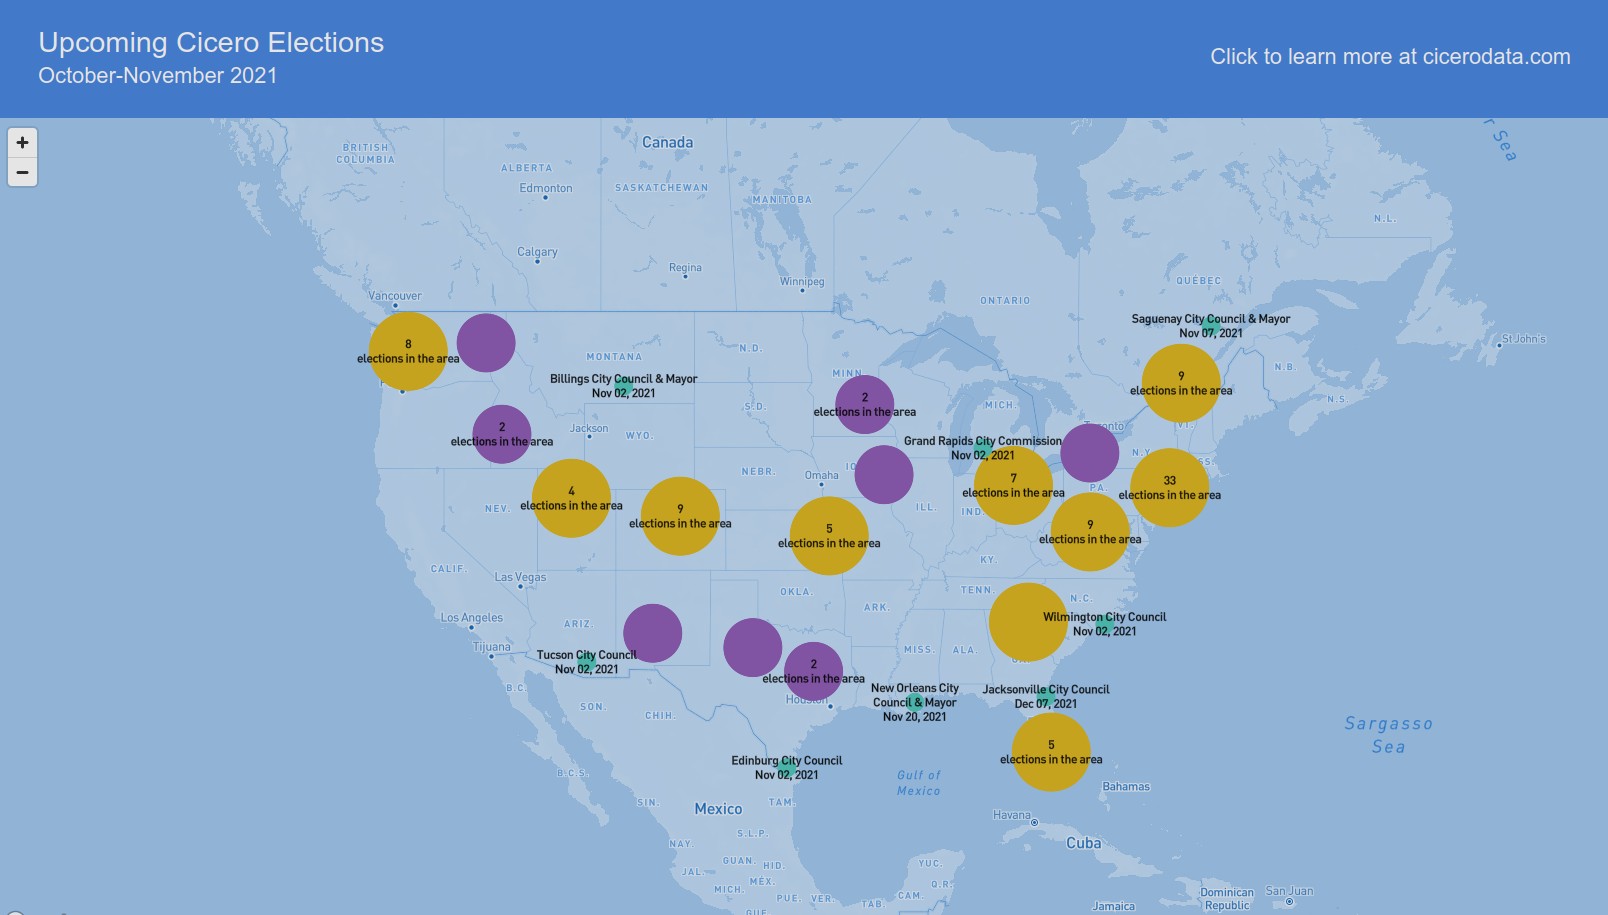 Upcoming Cicero Elections
October-November 2021
Click to learn more at cicerodata.com
+
−
Canada
BRITISH
COLUMBIA
ALBERTA
Edmonton
SASKATCHEWAN
MANITOBA
r Sea
N.L.
Calgary
Regina
Winnipeg
QUÉBEC
ONTARIO
Vancouver
Saguenay City Council & Mayor
Nov 07, 2021
St John's
8
elections in the area
MONTANA
N.D.
MINN.
N.B.
Billings City Council & Mayor
Nov 02, 2021
9
elections in the area
N.S.
2
elections in the area
S.D.
MICH.
2
elections in the area
Jackson
WYO.
Toronto
VT.
Grand Rapids City Commission
Nov 02, 2021
N.Y.
NEBR.
Omaha
7
elections in the area
PA.
33
elections in the area
4
elections in the area
NEV.
9
elections in the area
ILL.
IND.
5
elections in the area
9
elections in the area
KY.
CALIF.
Las Vegas
OKLA.
TENN.
N.C.
ARK.
Los Angeles
ARIZ.
Wilmington City Council
Nov 02, 2021
Tijuana
Tucson City Council
Nov 02, 2021
MISS.
ALA.
2
elections in the area
B.C.
SON.
CHIH.
Houston
New Orleans City
Council & Mayor
Nov 20, 2021
Jacksonville City Council
Dec 07, 2021
Sargasso
Sea
5
elections in the area
Edinburg City Council
Nov 02, 2021
B.C.S.
Gulf of
Mexico
Bahamas
SIN.
Mexico
TAM.
Havana
Cuba
S.L.P.
NAY.
GUAN.
HID.
YUC.
JAL.
MÉX.
Q.R.
MICH.
PUE.
VER.
CAM.
TAB.
GUE.
Dominican
Republic
San Juan
Jamaica